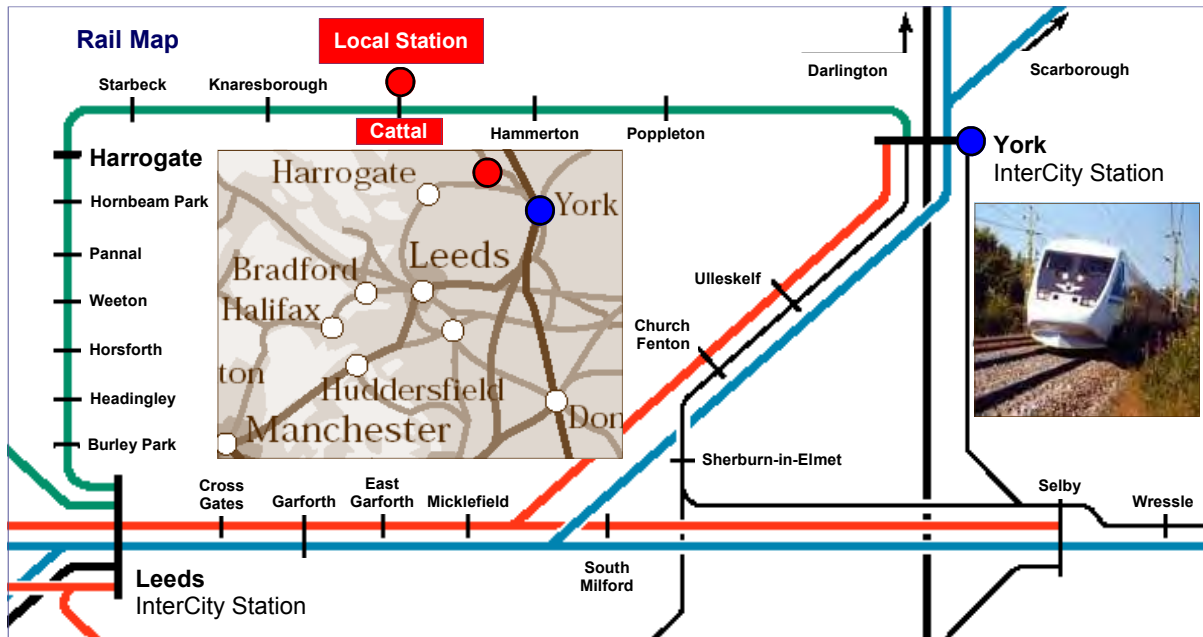 Rail Map
Local Station
Darlington
Scarborough
Starbeck
Knaresborough
Cattal
Hammerton
Poppleton
Harrogate
York
InterCity Station
Hornbeam Park
Pannal
Weeton
Horsforth
Headingley
Burley Park
Harrogate
York
Leeds
Bradford
Halifax
ton
Huddersfield
Don
Manchester
Ulleskelf
Church
Fenton
Sherburn-in-Elmet
Cross
Gates
Garforth
East
Garforth
Micklefield
Selby
Wressle
South
Milford
Leeds
InterCity Station